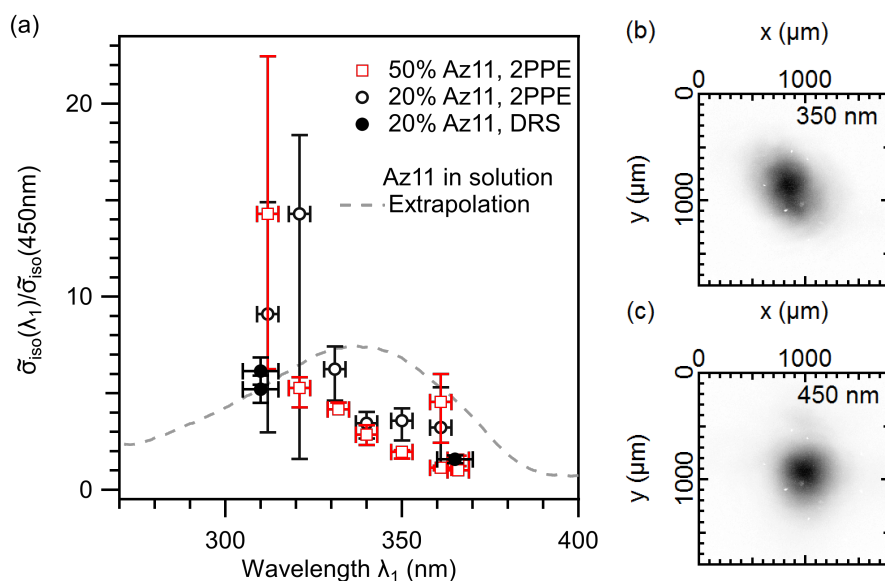 (a)
20
10
0
300
350
400
σ̃iso(λ1)/σ̃iso(450nm)
Wavelength λ1 (nm)
50% Az11, 2PPE
20% Az11, 2PPE
20% Az11, DRS
Az11 in solution
Extrapolation
(b)
x (µm)
0
1000
0
350 nm
y (µm)
1000
(c)
x (µm)
0
1000
0
450 nm
y (µm)
1000